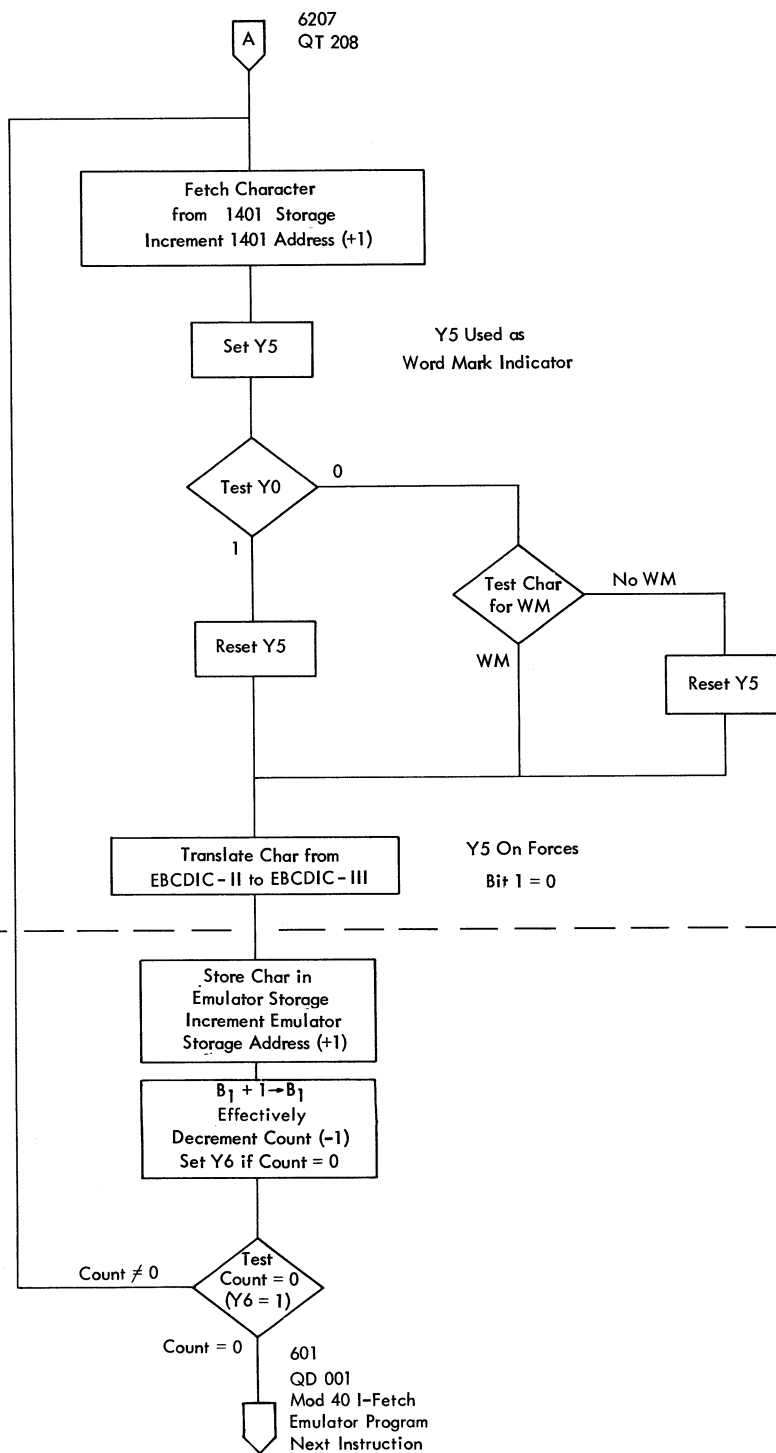 6207
QT 208
A
Fetch Character
from 1401 Storage
Increment 1401 Address (+1)
Set Y5
Y5 Used as
Word Mark Indicator
Test Y0
0
1
Test Char
for WM
No WM
WM
Reset Y5
Reset Y5
Translate Char from
EBCDIC-II to EBCDIC-III
Y5 On Forces
Bit 1 = 0
Store Char in
Emulator Storage
Increment Emulator
Storage Address (+1)
B1 + 1→B1
Effectively
Decrement Count (-1)
Set Y6 if Count = 0
Test
Count = 0
(Y6 = 1)
Count ≠ 0
Count = 0
601
QD 001
Mod 40 I-Fetch
Emulator Program
Next Instruction